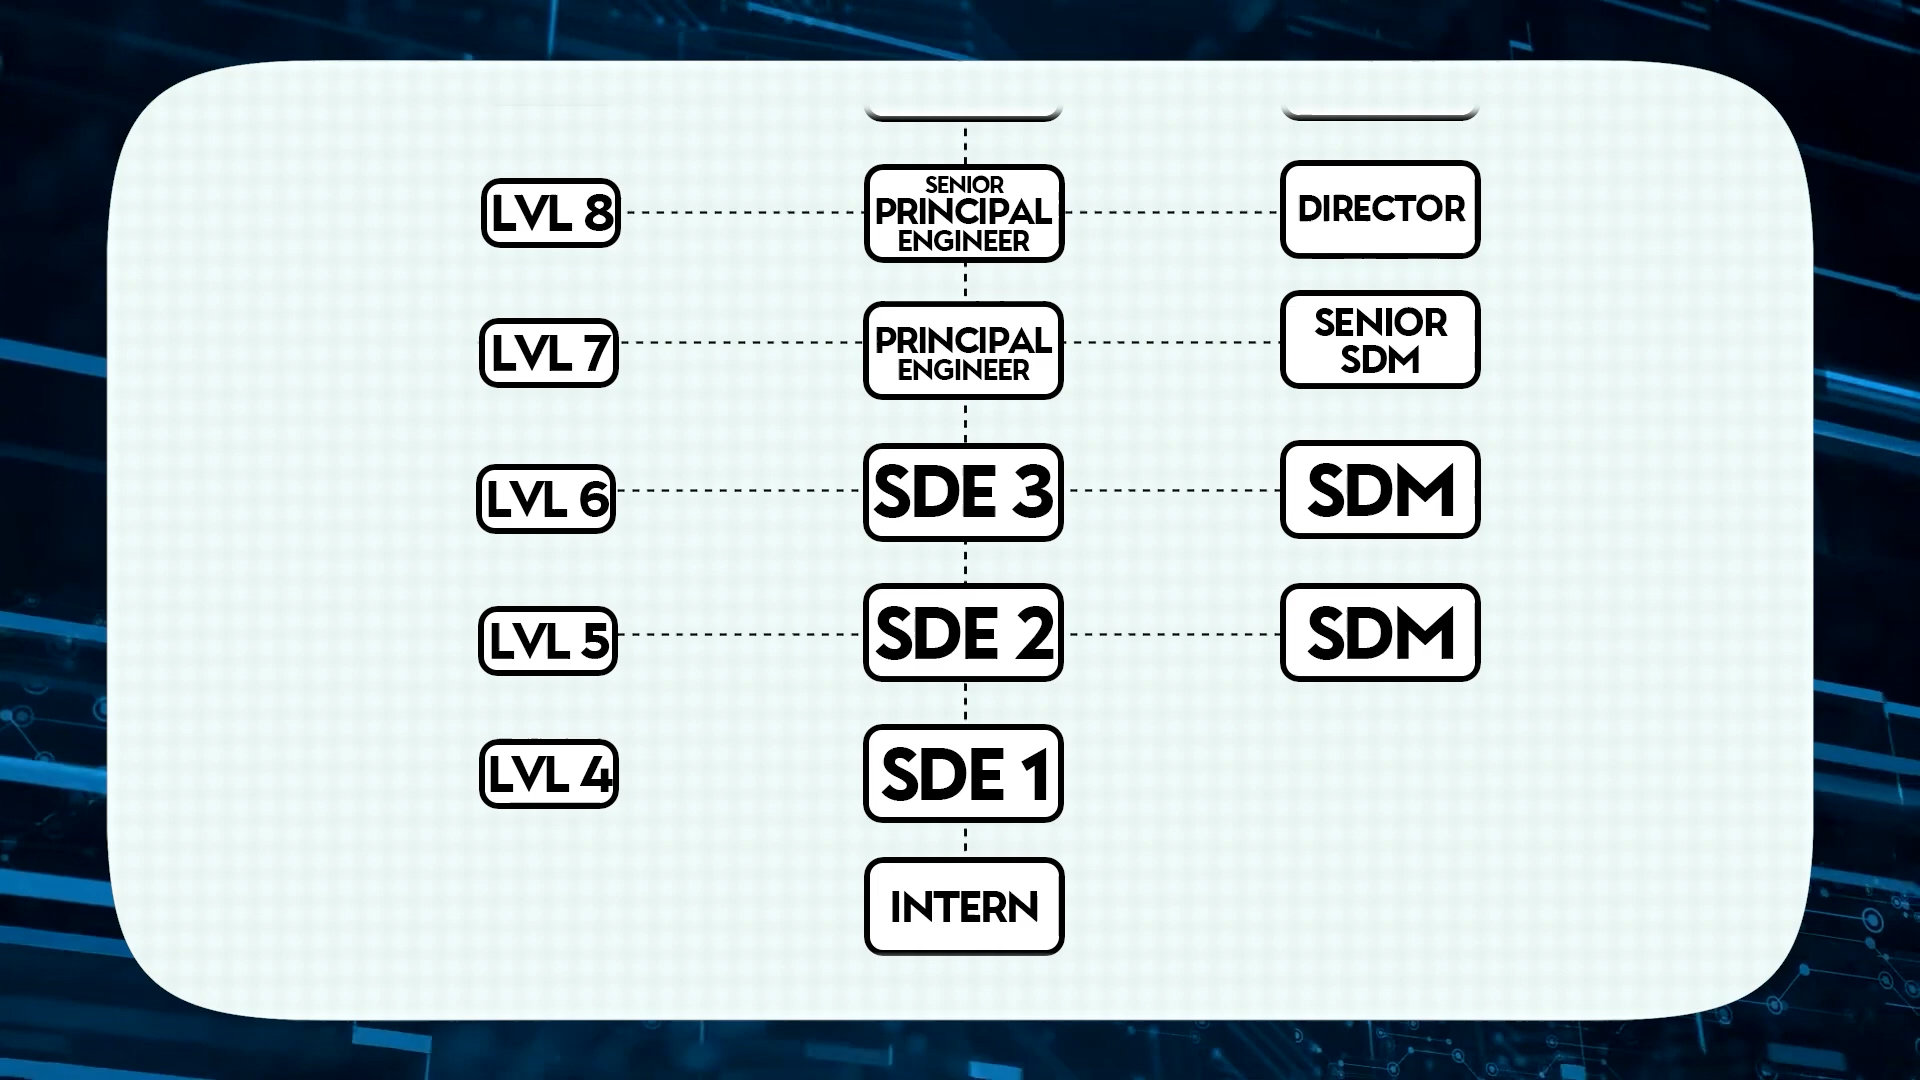 LVL 8
SENIOR
PRINCIPAL
ENGINEER
DIRECTOR
LVL 7
PRINCIPAL
ENGINEER
SENIOR
SDM
LVL 6
SDE 3
SDM
LVL 5
SDE 2
SDM
LVL 4
SDE 1
INTERN